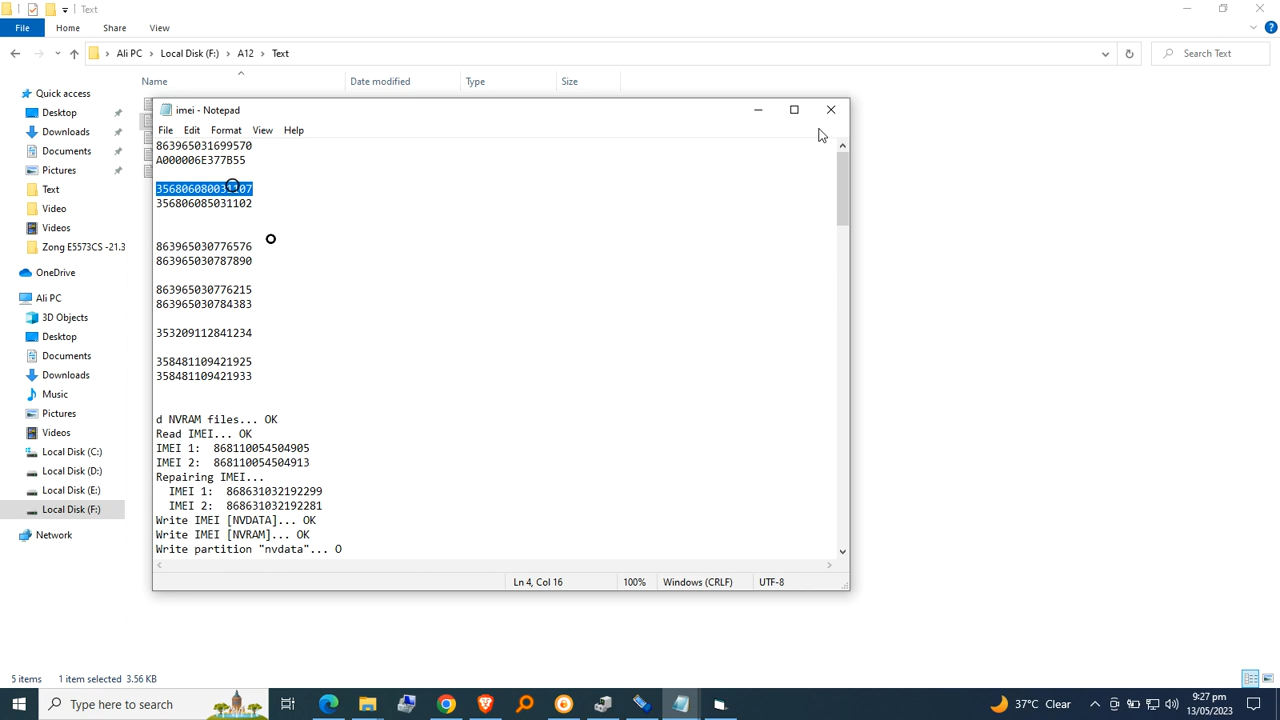 Text
File
Home
Share
View
Ali PC
Local Disk (F:)
A12
Text
Search Text
Name
Date modified
Type
Size
Quick access
Desktop
Downloads
Documents
Pictures
Text
Video
Videos
Zong E5573CS -21.3
OneDrive
Ali PC
3D Objects
Desktop
Documents
Downloads
Music
Pictures
Videos
Local Disk (C:)
Local Disk (D:)
Local Disk (E:)
Local Disk (F:)
Network
imei - Notepad
File Edit Format View Help
863965031699570
A000006E377B55
356806085031102
863965030776576
863965030787890
863965030776215
863965030784383
353209112841234
358481109421925
358481109421933
d NVRAM files... OK
Read IMEI... OK
IMEI 1: 868110054504905
IMEI 2: 868110054504913
Repairing IMEI...
IMEI 1: 868631032192299
IMEI 2: 868631032192281
Write IMEI [NVDATA]... OK
Write IMEI [NVRAM]... OK
Write partition "nvdata"... O
Ln 4, Col 16
100%
Windows (CRLF)
UTF-8
5 items
1 item selected 3.56 KB
Type here to search
37°C Clear
9:27 pm
13/05/2023